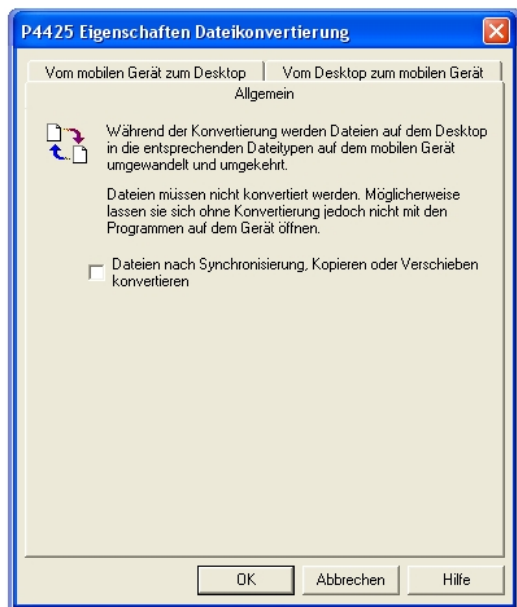 P4425 Eigenschaften Dateikonvertierung
Vom mobilen Gerät zum Desktop
Vom Desktop zum mobilen Gerät
Allgemein
Während der Konvertierung werden Dateien auf dem Desktop
in die entsprechenden Dateitypen auf dem mobilen Gerät
umgewandelt und umgekehrt.
Dateien müssen nicht konvertiert werden. Möglicherweise
lassen sie sich ohne Konvertierung jedoch nicht mit den
Programmen auf dem Gerät öffnen.
Dateien nach Synchronisierung, Kopieren oder Verschieben
konvertieren
OK
Abbrechen
Hilfe